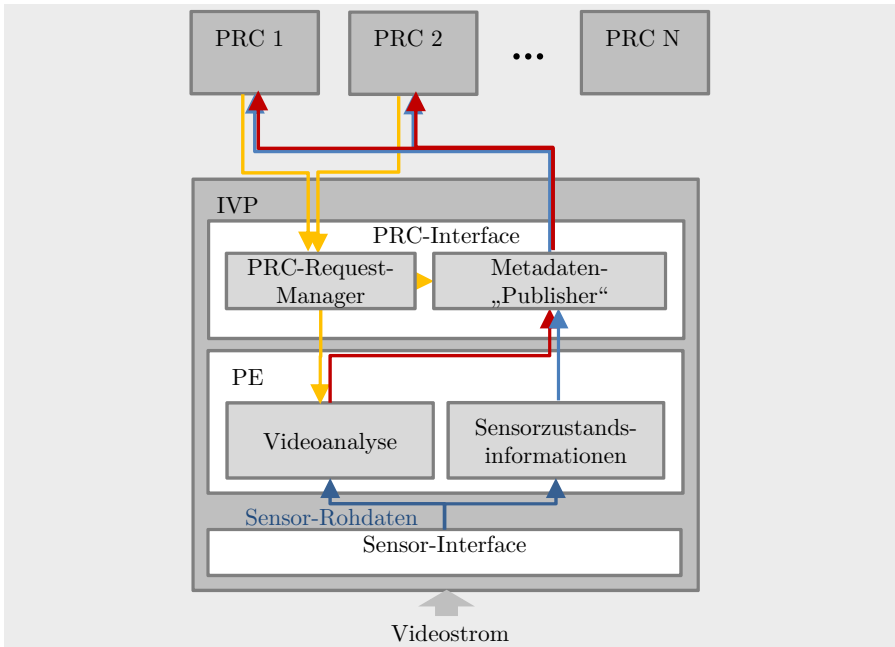 PRC 1
PRC 2
...
PRC N
IVP
PRC-Interface
PRC-Request-
Manager
Metadaten-
„Publisher“
PE
Videoanalyse
Sensorzustands-
informationen
Sensor-Rohdaten
Sensor-Interface
Videostrom